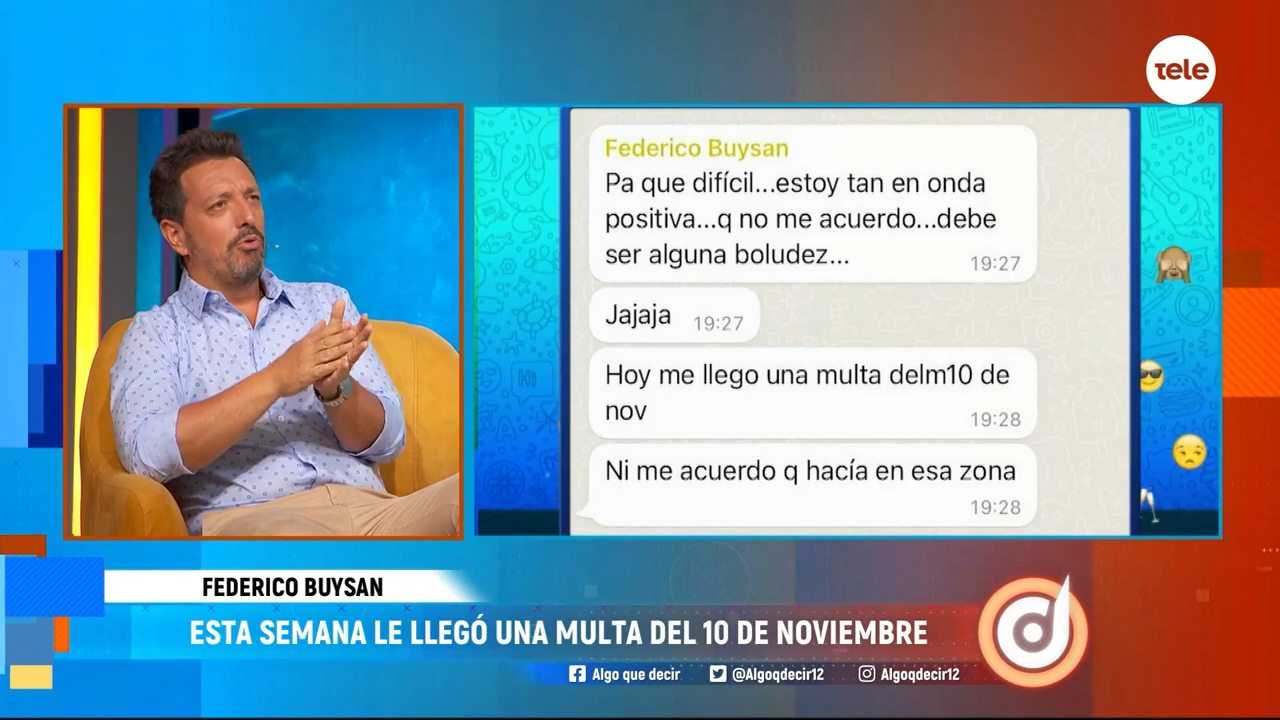 tele
Federico Buysan
Pa que difícil...estoy tan en onda
positiva...q no me acuerdo...debe
ser alguna boludez...
19:27
Jajaja
19:27
Hoy me llego una multa delm10 de
nov
19:28
Ni me acuerdo q hacía en esa zona
19:28
FEDERICO BUYSAN
ESTA SEMANA LE LLEGÓ UNA MULTA DEL 10 DE NOVIEMBRE
Algo que decir
@Algoqdecir12
Algoqdecir12